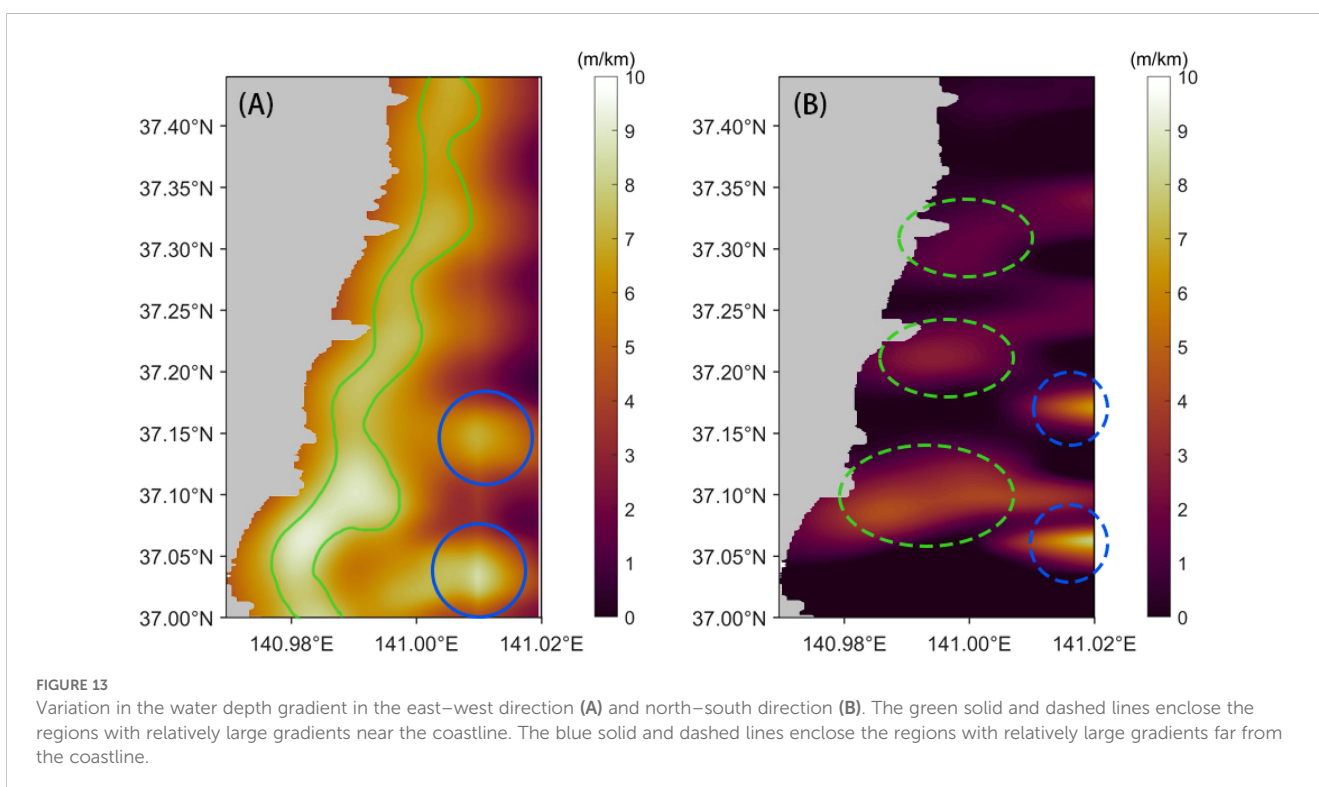 (m/km)
(m/km)
(A)
(B)
10
9
8
7
6
5
4
3
2
1
0
10
9
8
7
6
5
4
3
2
1
0
37.40°N
37.35°N
37.30°N
37.25°N
37.20°N
37.15°N
37.10°N
37.05°N
37.00°N
37.40°N
37.35°N
37.30°N
37.25°N
37.20°N
37.15°N
37.10°N
37.05°N
37.00°N
140.98°E 141.00°E 141.02°E
140.98°E 141.00°E 141.02°E
FIGURE 13
Variation in the water depth gradient in the east–west direction (A) and north–south direction (B). The green solid and dashed lines enclose the
regions with relatively large gradients near the coastline. The blue solid and dashed lines enclose the regions with relatively large gradients far from
the coastline.